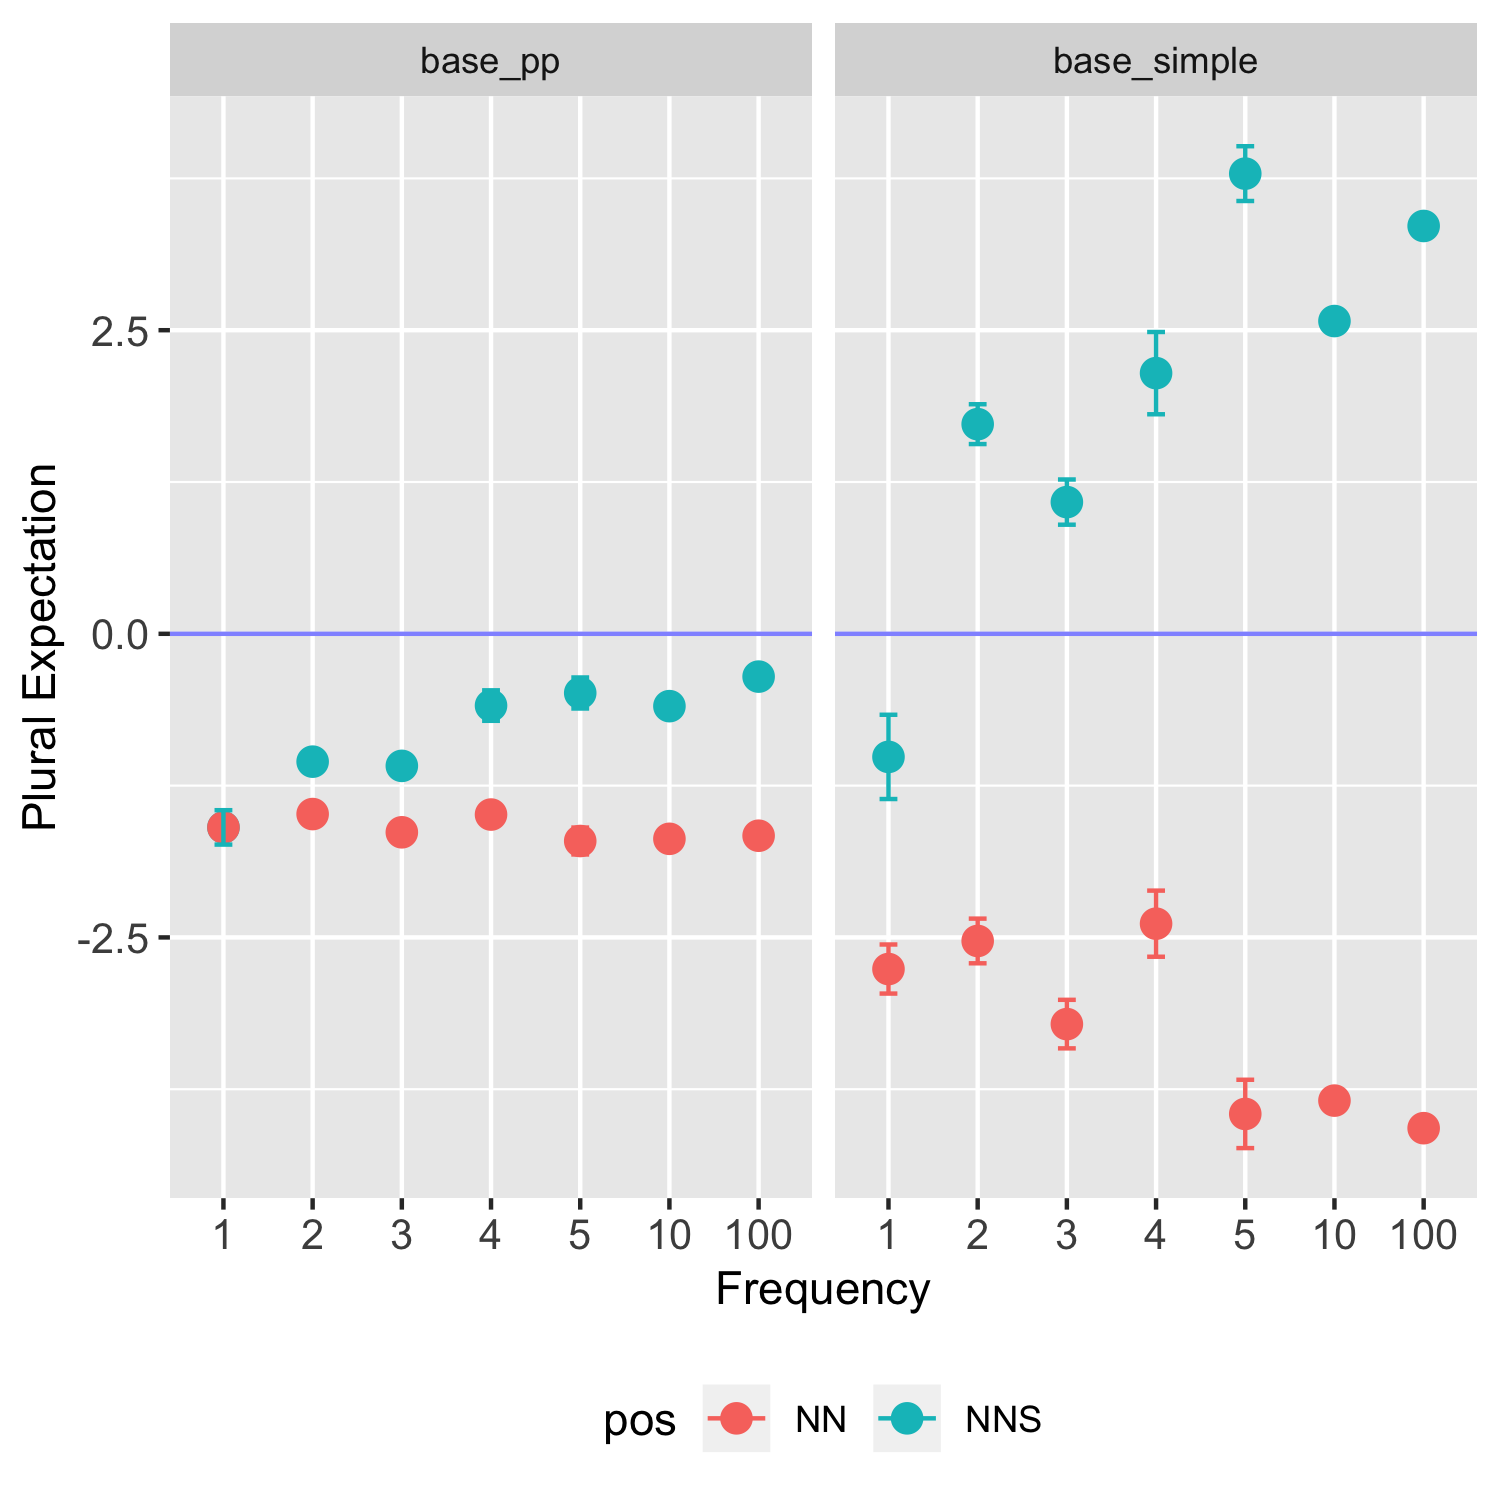 base_pp
base_simple
Plural Expectation
2.5
0.0
-2.5
1 2 3 4 5 10 100
1 2 3 4 5 10 100
Frequency
pos NN NNS